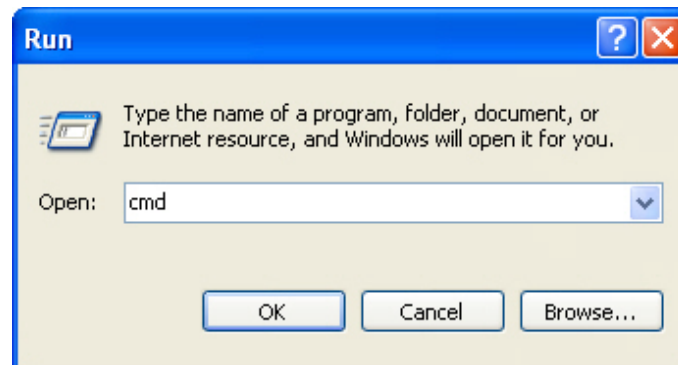 Run
Type the name of a program, folder, document, or
Internet resource, and Windows will open it for you.
Open: cmd
OK Cancel Browse...